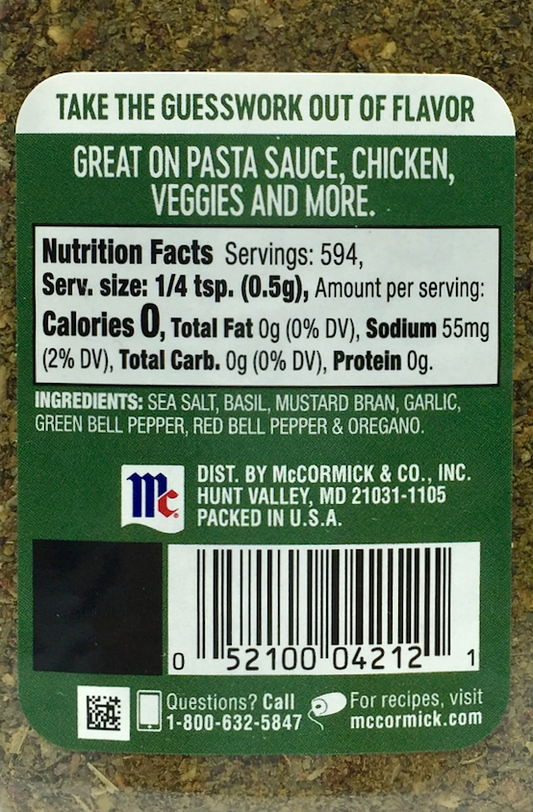 TAKE THE GUESSWORK OUT OF FLAVOR
GREAT ON PASTA SAUCE, CHICKEN,
VEGGIES AND MORE.
Nutrition Facts Servings: 594,
Serv. size: 1/4 tsp. (0.5g), Amount per serving:
Calories 0, Total Fat 0g (0% DV), Sodium 55mg
(2% DV), Total Carb. 0g (0% DV), Protein 0g.
INGREDIENTS: SEA SALT, BASIL, MUSTARD BRAN, GARLIC,
GREEN BELL PEPPER, RED BELL PEPPER & OREGANO.
Mc
DIST. BY McCORMICK & CO., INC.
HUNT VALLEY, MD 21031-1105
PACKED IN U.S.A.
0 52100 04212 1
Questions? Call
1-800-632-5847
For recipes, visit
mccormick.com